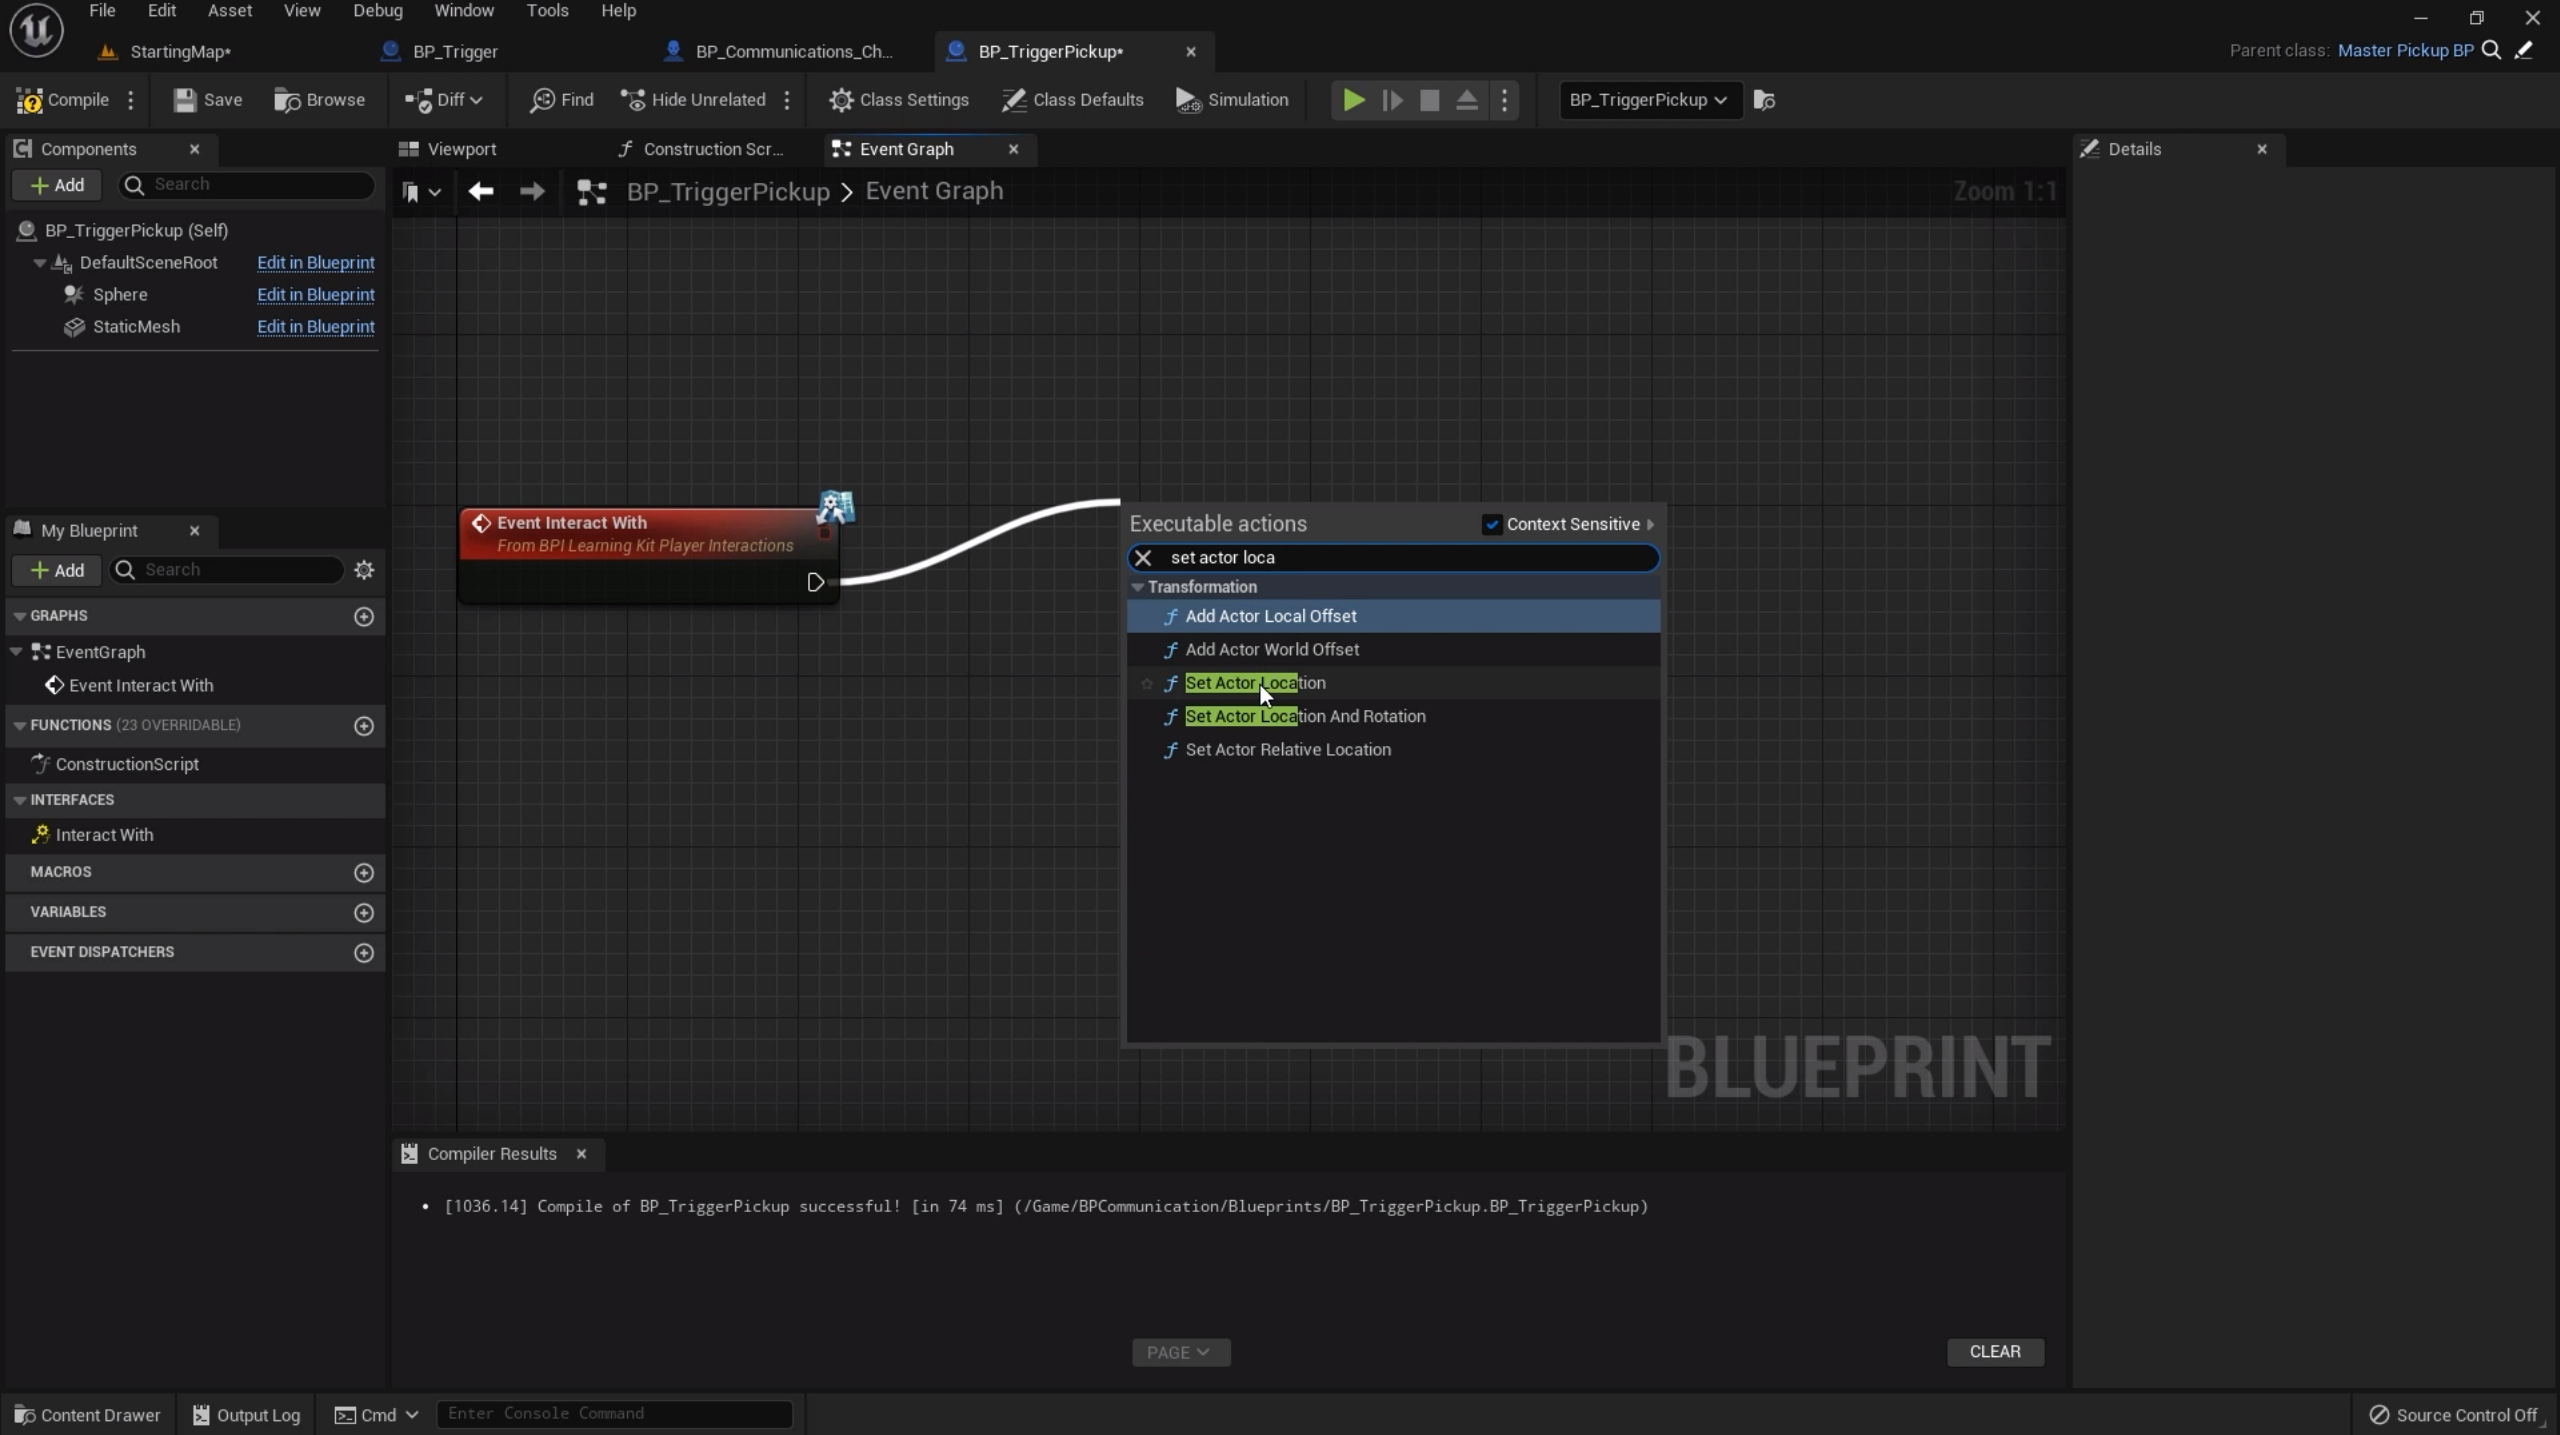 File Edit Asset View Debug Window Tools Help
StartingMap* BP_Trigger BP_Communications_Ch... BP_TriggerPickup* Parent class: Master Pickup BP
Compile Save Browse Diff Find Hide Unrelated Class Settings Class Defaults Simulation BP_TriggerPickup
Components Viewport Construction Scr... Event Graph Details
Add Search
BP_TriggerPickup > Event Graph Zoom 1:1
BP_TriggerPickup (Self)
DefaultSceneRoot Edit in Blueprint
Sphere Edit in Blueprint
StaticMesh Edit in Blueprint
Event Interact With
From BPI Learning Kit Player Interactions
Executable actions Context Sensitive
set actor loca
Transformation
Add Actor Local Offset
Add Actor World Offset
Set Actor Location
Set Actor Location And Rotation
Set Actor Relative Location
BLUEPRINT
My Blueprint
Add Search
GRAPHS
EventGraph
Event Interact With
FUNCTIONS (23 OVERRIDABLE)
ConstructionScript
INTERFACES
Interact With
MACROS
VARIABLES
EVENT DISPATCHERS
Compiler Results
[1036.14] Compile of BP_TriggerPickup successful! [in 74 ms] (/Game/BPCommunication/Blueprints/BP_TriggerPickup.BP_TriggerPickup)
PAGE CLEAR
Content Drawer Output Log Cmd Enter Console Command Source Control Off